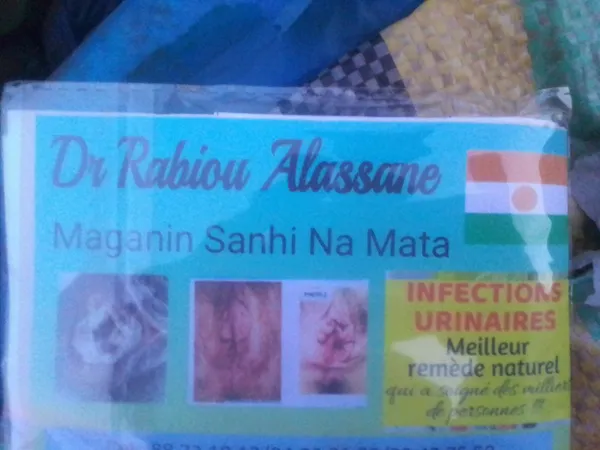 Dr Rabiou Alassane
Maganin Sanhi Na Mata
INFECTIONS
URINAIRES
Meilleur
remède naturel
qui a soigné des milliers
de personnes !!!